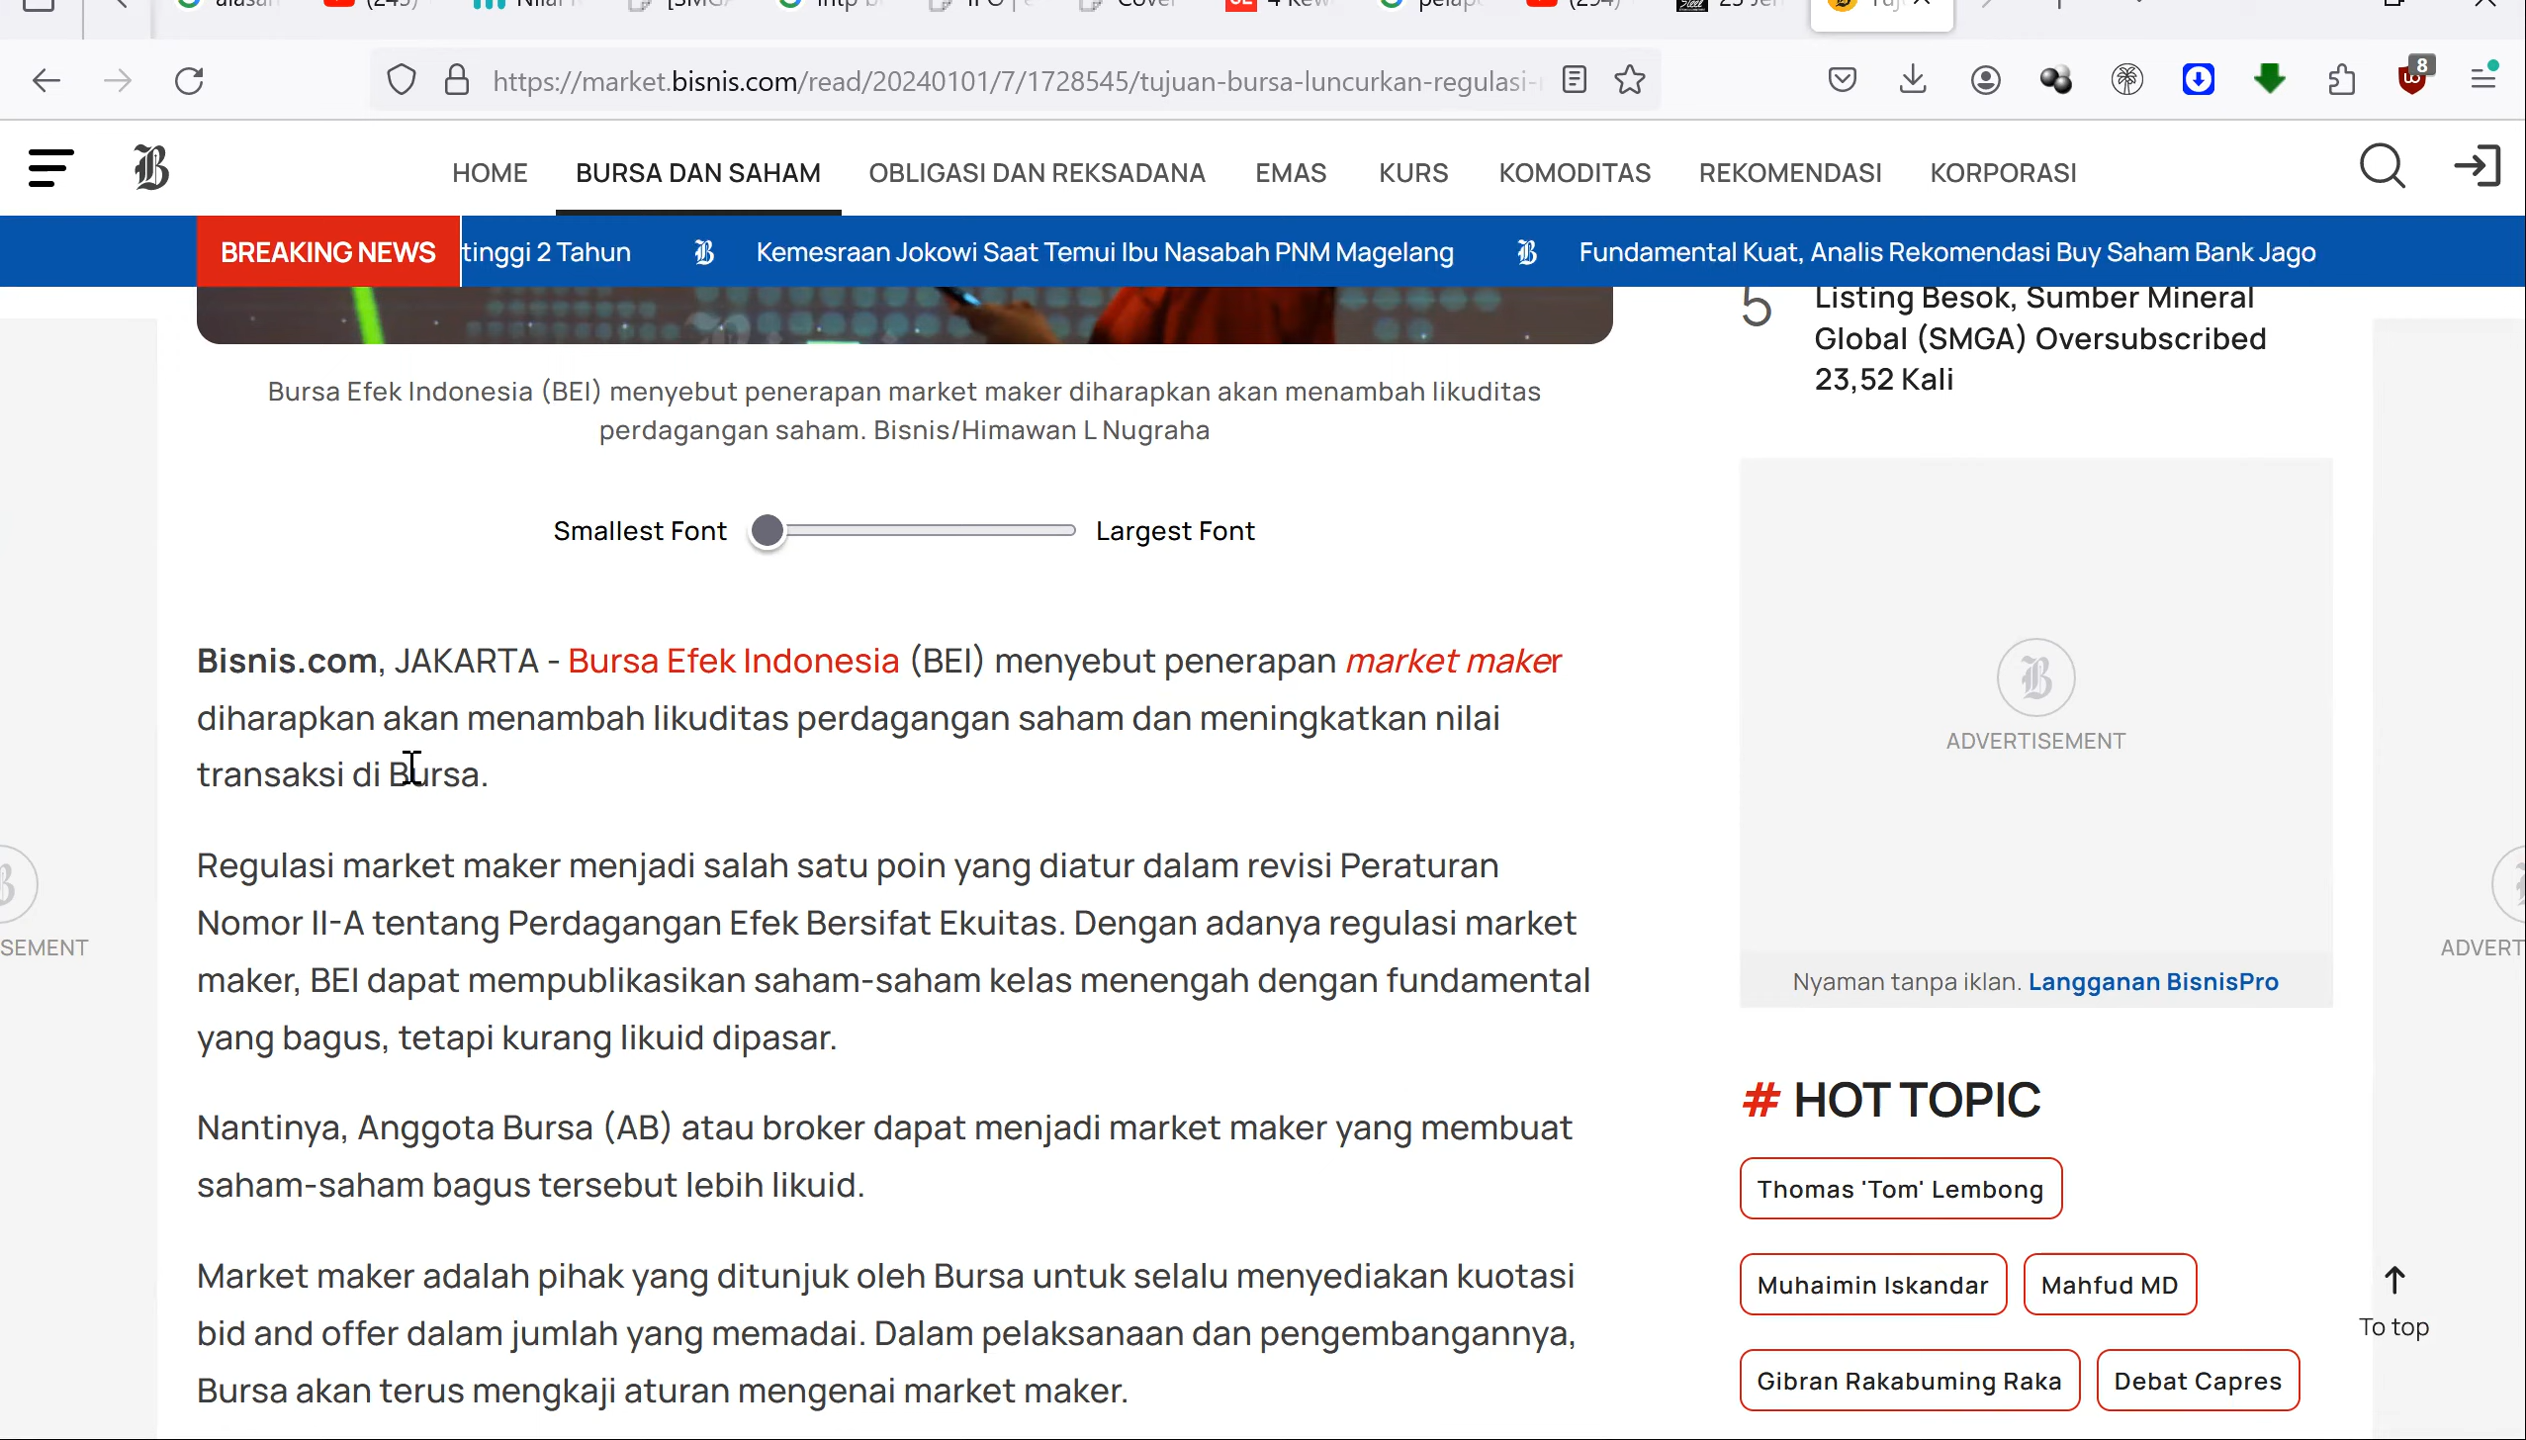 https://market.bisnis.com/read/20240101/7/1728545/tujuan-bursa-luncurkan-regulasi-
8
HOME BURSA DAN SAHAM OBLIGASI DAN REKSADANA EMAS KURS KOMODITAS REKOMENDASI KORPORASI
BREAKING NEWS tinggi 2 Tahun Kemesraan Jokowi Saat Temui Ibu Nasabah PNM Magelang Fundamental Kuat, Analis Rekomendasi Buy Saham Bank Jago
Bursa Efek Indonesia (BEI) menyebut penerapan market maker diharapkan akan menambah likuditas
perdagangan saham. Bisnis/Himawan L Nugraha
Smallest Font Largest Font
Bisnis.com, JAKARTA - Bursa Efek Indonesia (BEI) menyebut penerapan market maker
diharapkan akan menambah likuditas perdagangan saham dan meningkatkan nilai
transaksi di Bursa.
Regulasi market maker menjadi salah satu poin yang diatur dalam revisi Peraturan
Nomor II-A tentang Perdagangan Efek Bersifat Ekuitas. Dengan adanya regulasi market
maker, BEI dapat mempublikasikan saham-saham kelas menengah dengan fundamental
yang bagus, tetapi kurang likuid dipasar.
Nantinya, Anggota Bursa (AB) atau broker dapat menjadi market maker yang membuat
saham-saham bagus tersebut lebih likuid.
Market maker adalah pihak yang ditunjuk oleh Bursa untuk selalu menyediakan kuotasi
bid and offer dalam jumlah yang memadai. Dalam pelaksanaan dan pengembangannya,
Bursa akan terus mengkaji aturan mengenai market maker.
5 Listing Besok, Sumber Mineral
Global (SMGA) Oversubscribed
23,52 Kali
ADVERTISEMENT
Nyaman tanpa iklan. Langganan BisnisPro
# HOT TOPIC
Thomas 'Tom' Lembong
Muhaimin Iskandar Mahfud MD
Gibran Rakabuming Raka Debat Capres
To top
SEMENT
ADVERT